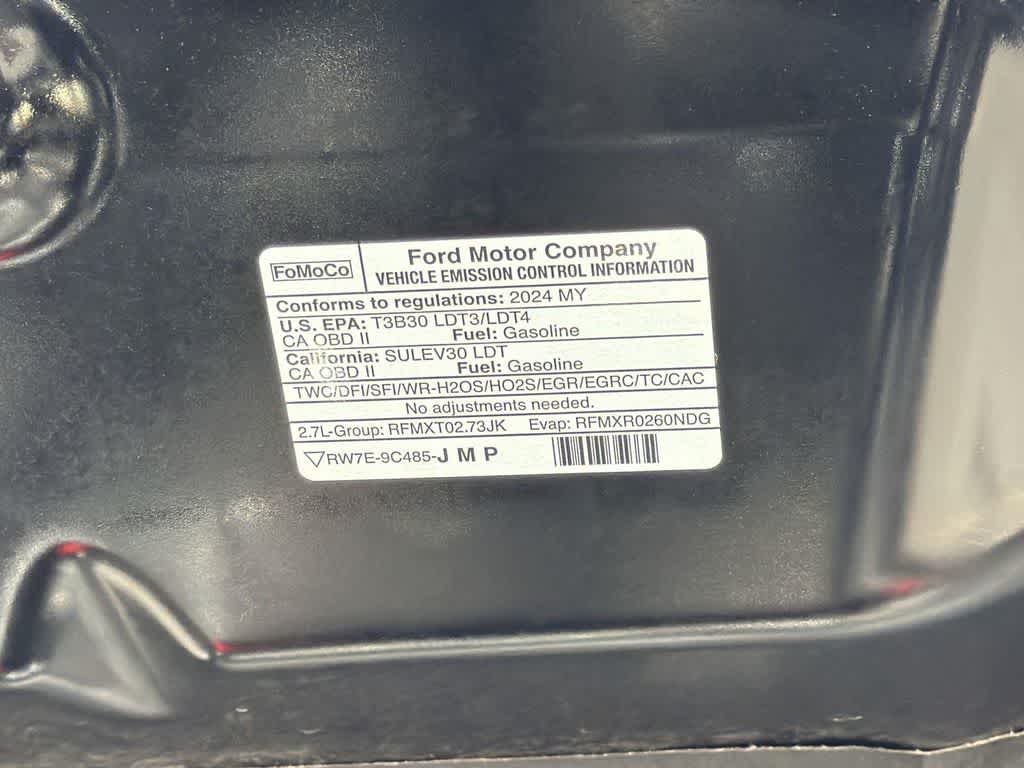 FoMoCo
Ford Motor Company
VEHICLE EMISSION CONTROL INFORMATION
Conforms to regulations: 2024 MY
U.S. EPA: T3B30 LDT3/LDT4
CA OBD II Fuel: Gasoline
California: SULEV30 LDT
CA OBD II Fuel: Gasoline
TWC/DFI/SFI/WR-H2OS/HO2S/EGR/EGRC/TC/CAC
No adjustments needed.
2.7L-Group: RFMXT02.73JK Evap: RFMXR0260NDG
RW7E-9C485-J M P